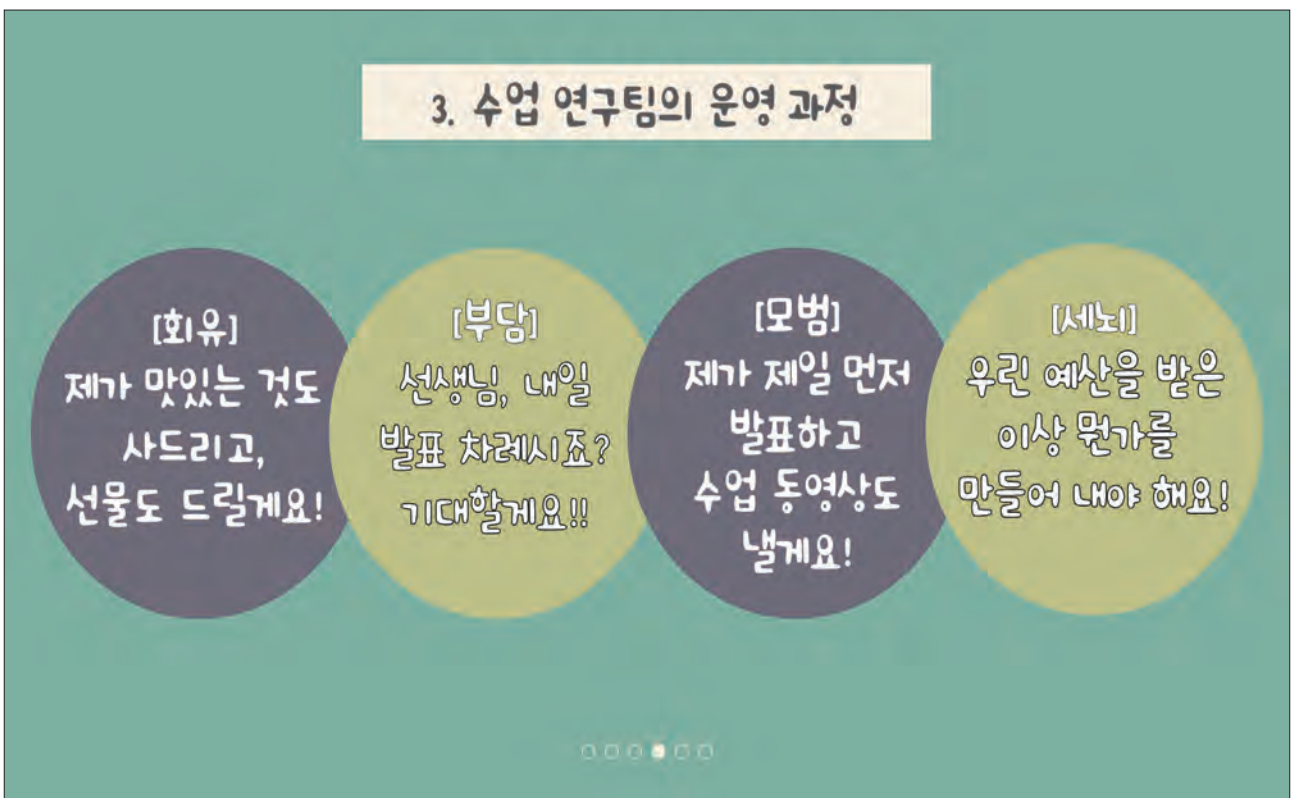 3. 수업 연구팀의 운영 과정
[회유]
제가 맛있는 것도
사드리고,
선물도 드릴게요!
[부담]
선생님, 내일
발표 차례시죠?
기대할게요!!
[모범]
제가 제일 먼저
발표하고
수업 동영상도
낼게요!
[세뇌]
우린 예산을 받은
이상 뭔가를
만들어 내야 해요!